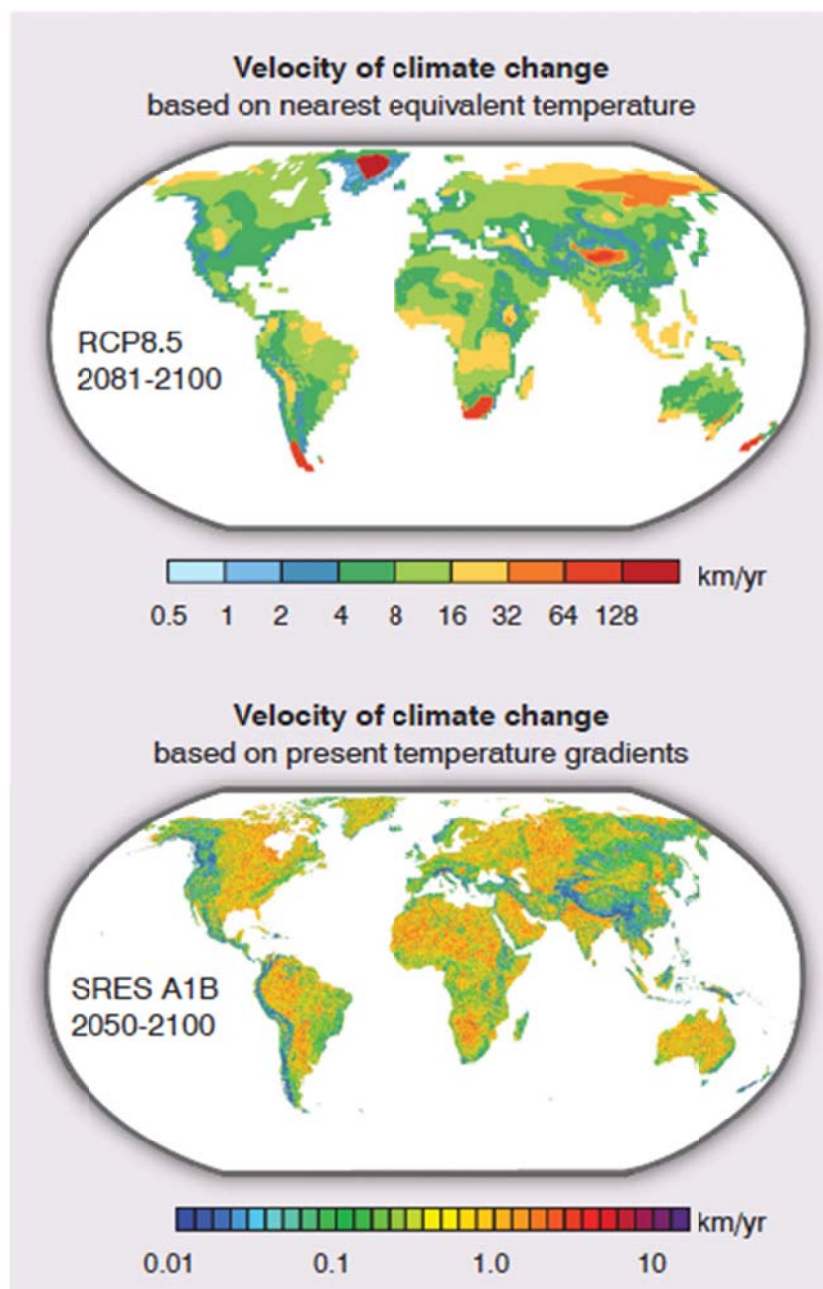 Velocity of climate change
based on nearest equivalent temperature
RCP8.5
2081-2100
km/yr
0.5 1 2 4 8 16 32 64 128
Velocity of climate change
based on present temperature gradients
SRES A1B
2050-2100
km/yr
0.01 0.1 1.0 10